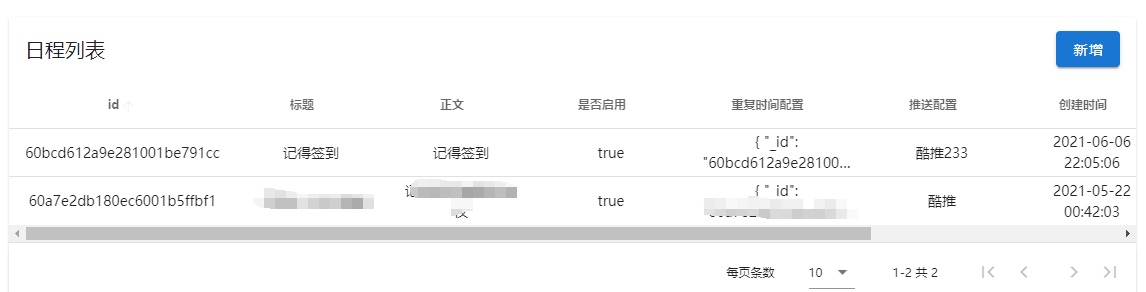 日程列表
新增
id 标题 正文 是否启用 重复时间配置 推送配置 创建时间
60bcd612a9e281001be791cc 记得签到 记得签到 true { "_id": "60bcd612a9e28100... 酷推233 2021-06-06 22:05:06
60a7e2db180ec6001b5ffbf1 true { "_id": 酷推 2021-05-22 00:42:03
每页条数 10 1-2 共 2